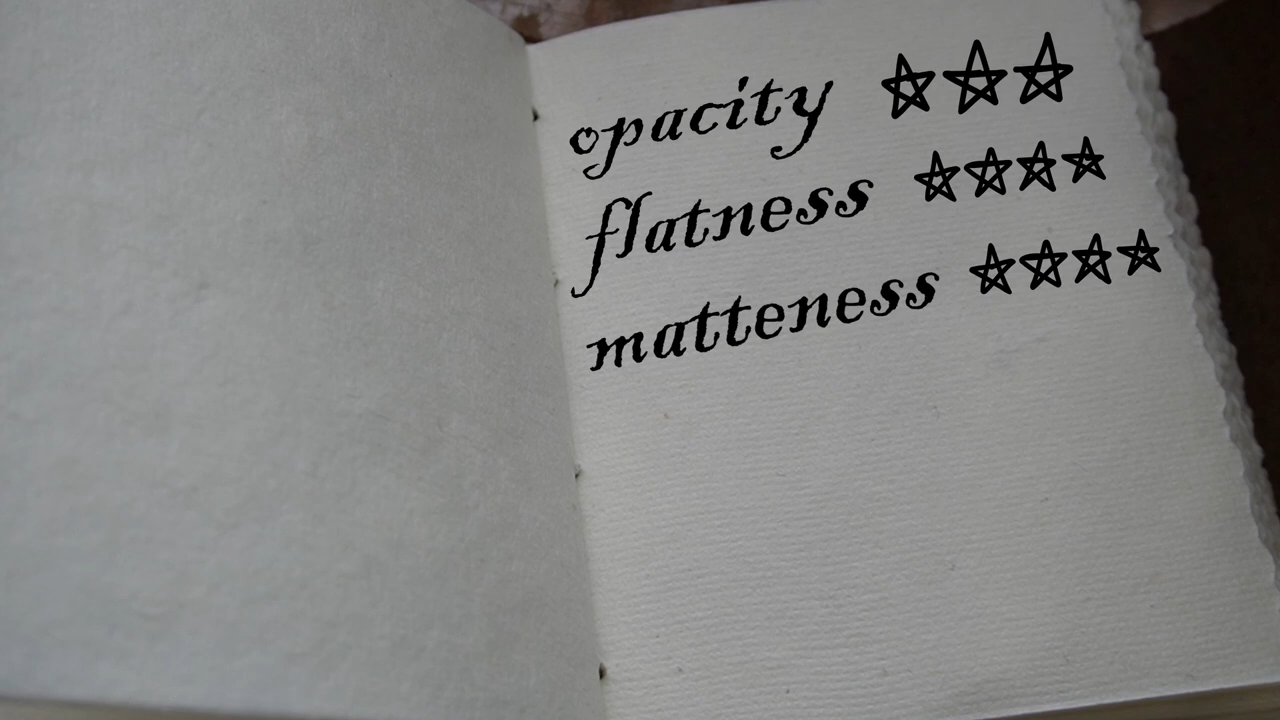 opacity ☆☆☆
flatness ☆☆☆☆
matteness ☆☆☆☆